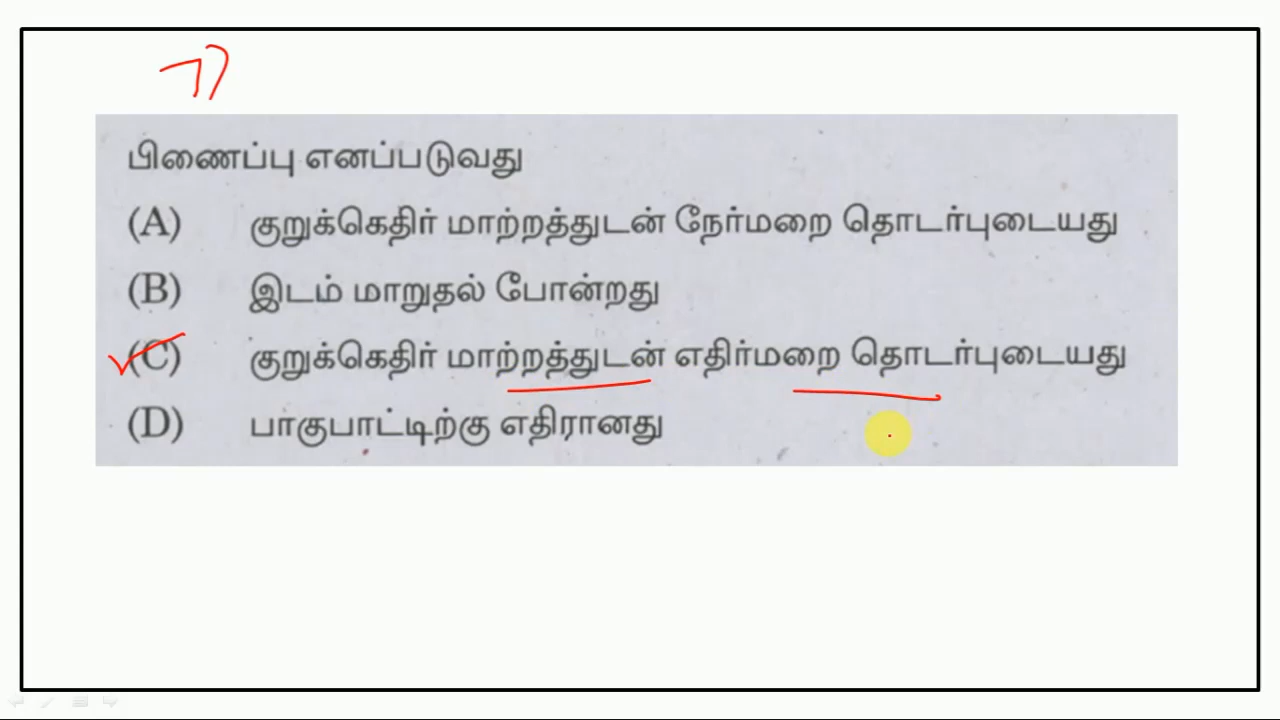 77
பிணைப்பு எனப்படுவது
(A) குறுக்கெதிர் மாற்றத்துடன் நேர்மறை தொடர்புடையது
(B) இடம் மாறுதல் போன்றது
(C) குறுக்கெதிர் மாற்றத்துடன் எதிர்மறை தொடர்புடையது
(D) பாகுபாட்டிற்கு எதிரானது